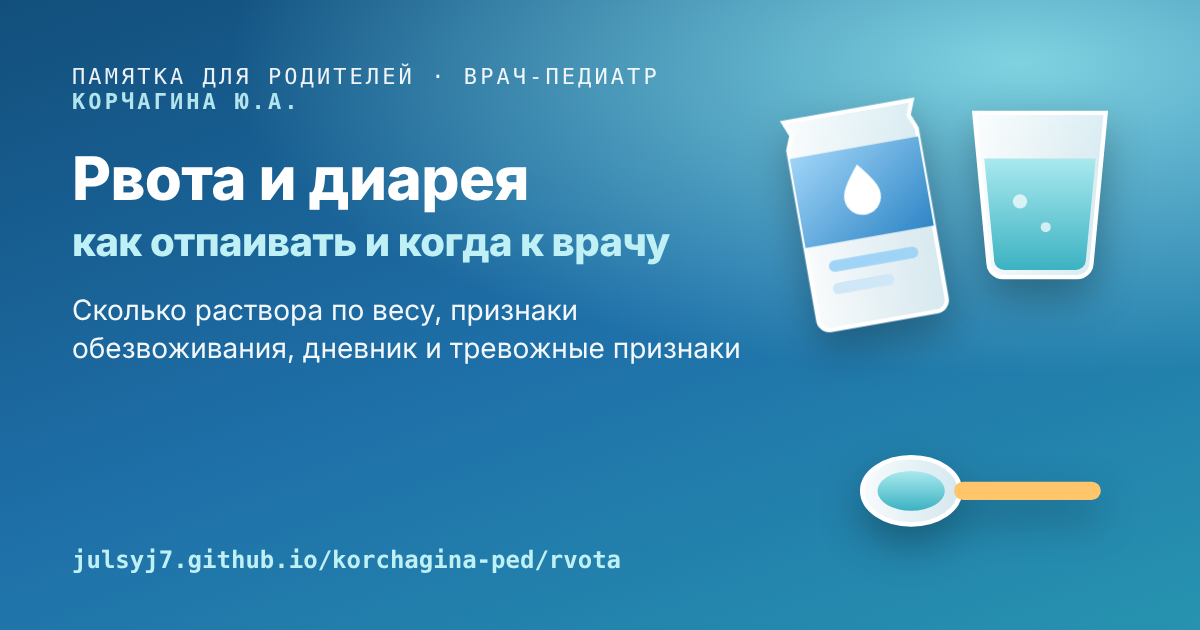 ПАМЯТКА ДЛЯ РОДИТЕЛЕЙ · ВРАЧ-ПЕДИАТР
КОРЧАГИНА Ю.А.
Рвота и диарея
как отпаивать и когда к врачу
Сколько раствора по весу, признаки
обезвоживания, дневник и тревожные признаки
julsyj7.github.io/korchagina-ped/rvota